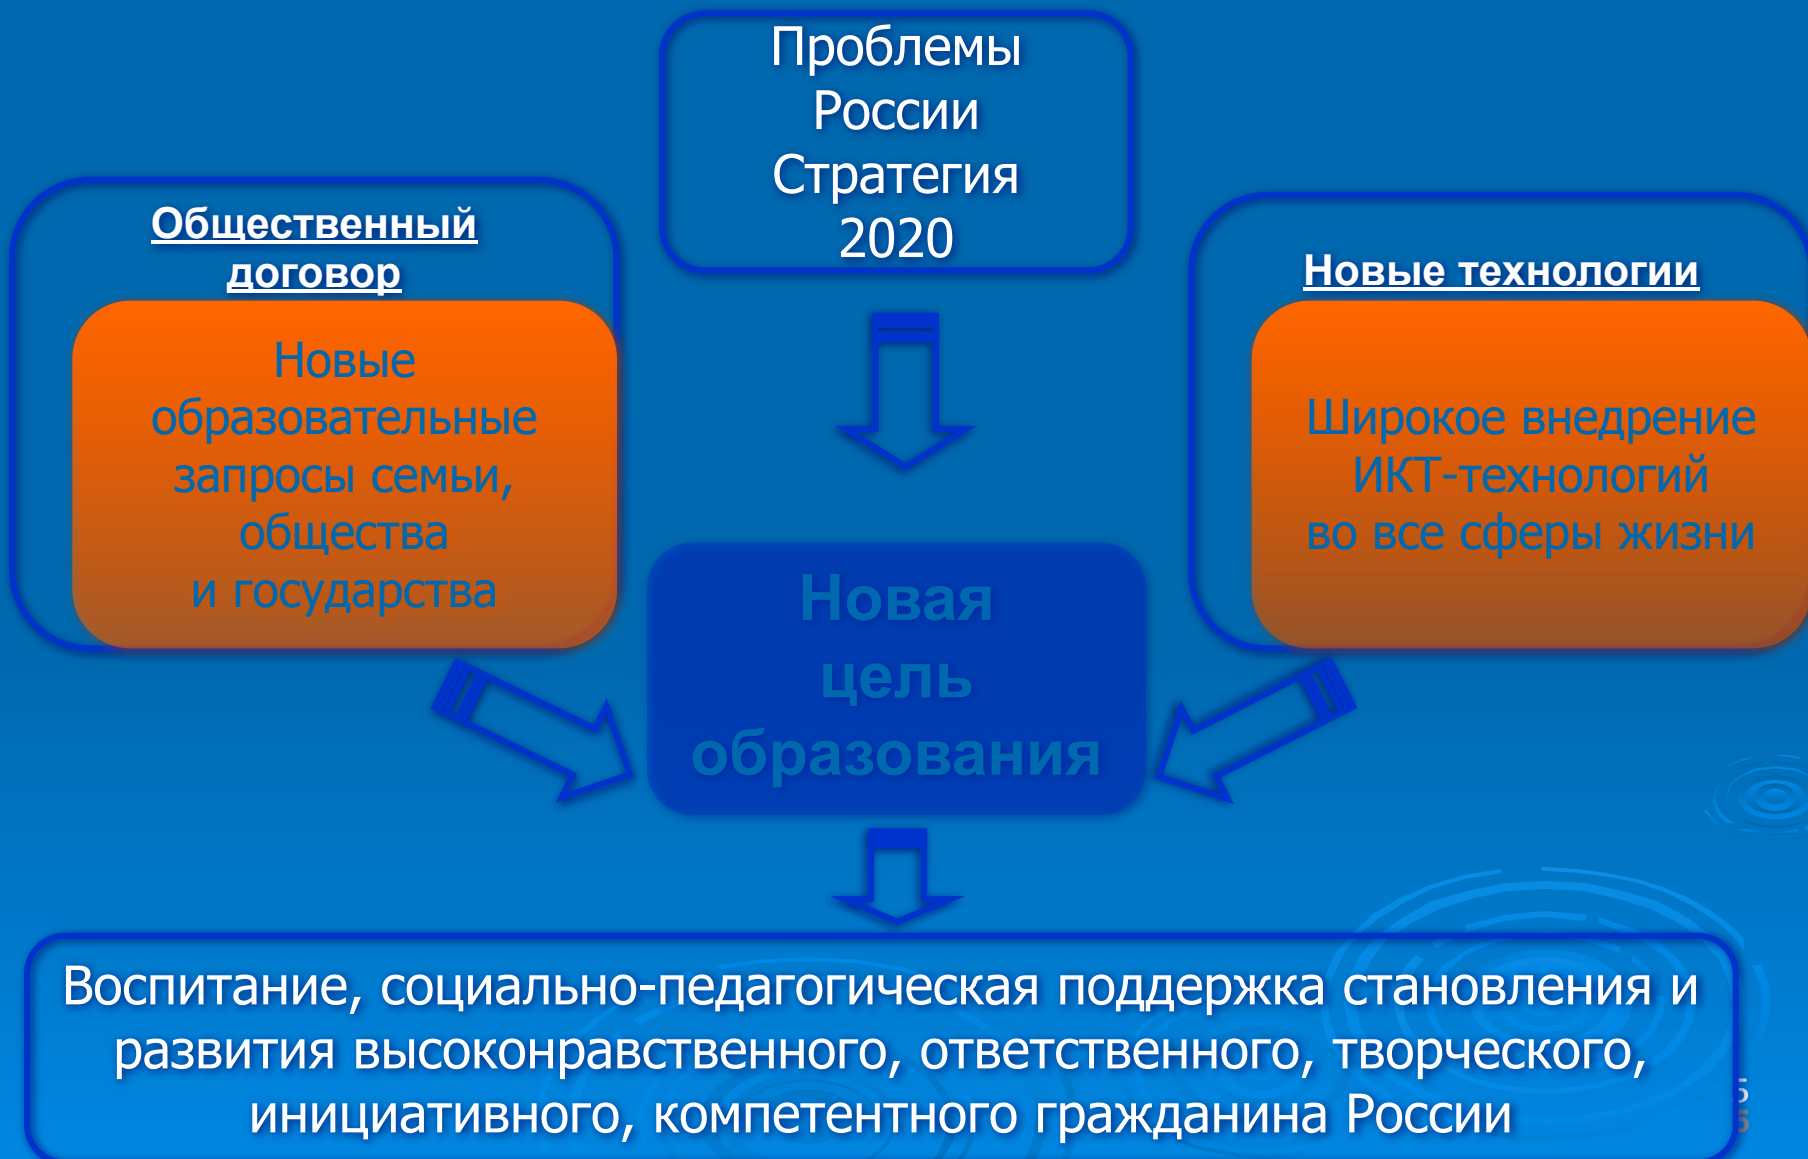 Проблемы
России
Стратегия
2020
Общественный
договор
Новые
образовательные
запросы семьи,
общества
и государства
Новые технологии
Широкое внедрение
ИКТ-технологий
во все сферы жизни
Новая
цель
образования
Воспитание, социально-педагогическая поддержка становления и
развития высоконравственного, ответственного, творческого,
инициативного, компетентного гражданина России